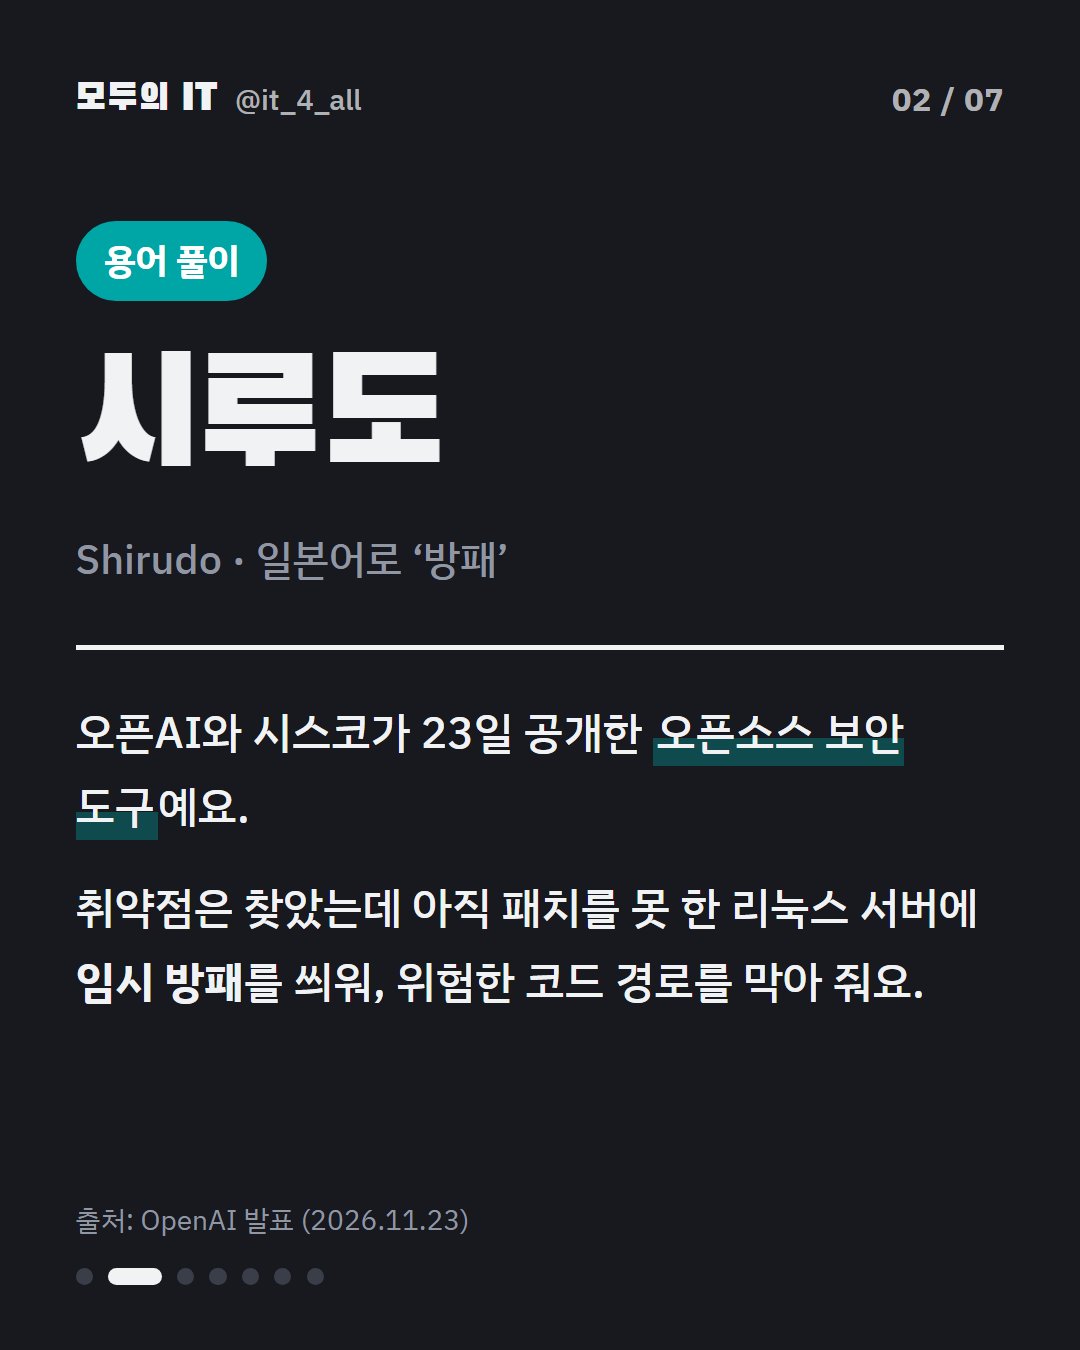 모두의 IT @it_4_all 02 / 07
용어 풀이
시루도
Shirudo · 일본어로 ‘방패’
오픈AI와 시스코가 23일 공개한 오픈소스 보안
도구예요.
취약점은 찾았는데 아직 패치를 못 한 리눅스 서버에
임시 방패를 씌워, 위험한 코드 경로를 막아 줘요.
출처: OpenAI 발표 (2026.11.23)